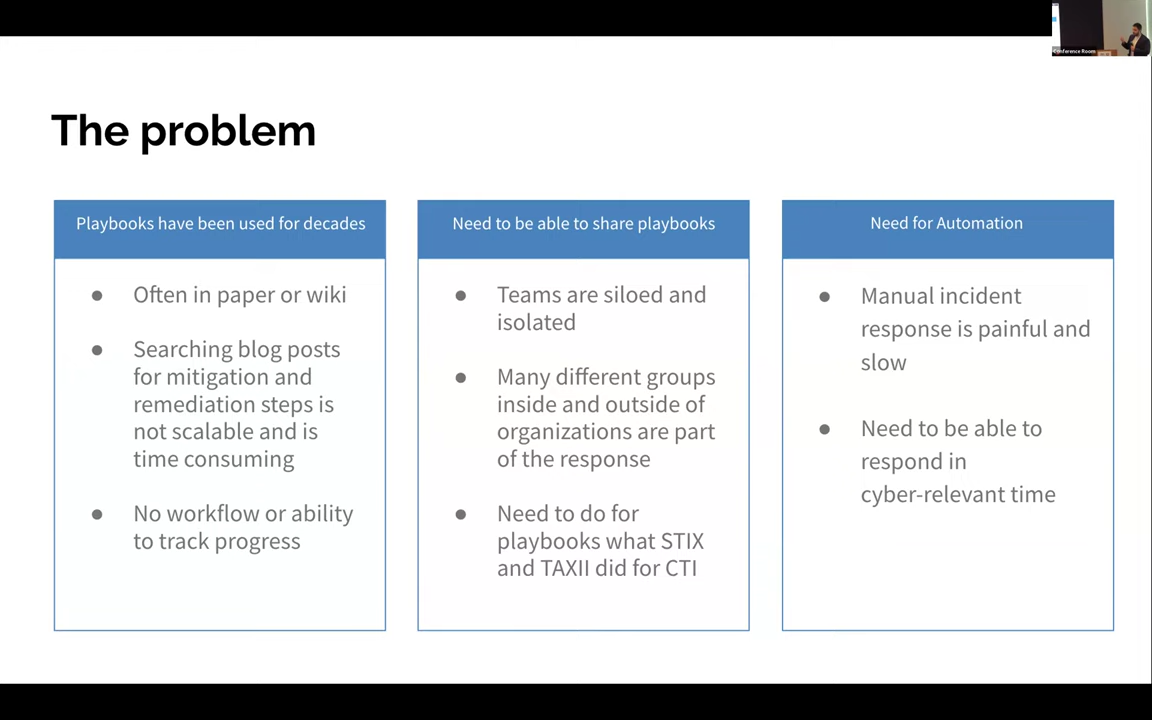 The problem
Playbooks have been used for decades
● Often in paper or wiki
● Searching blog posts
for mitigation and
remediation steps is
not scalable and is
time consuming
● No workflow or ability
to track progress
Need to be able to share playbooks
● Teams are siloed and
isolated
● Many different groups
inside and outside of
organizations are part
of the response
● Need to do for
playbooks what STIX
and TAXII did for CTI
Need for Automation
● Manual incident
response is painful and
slow
● Need to be able to
respond in
cyber-relevant time
Conference Room